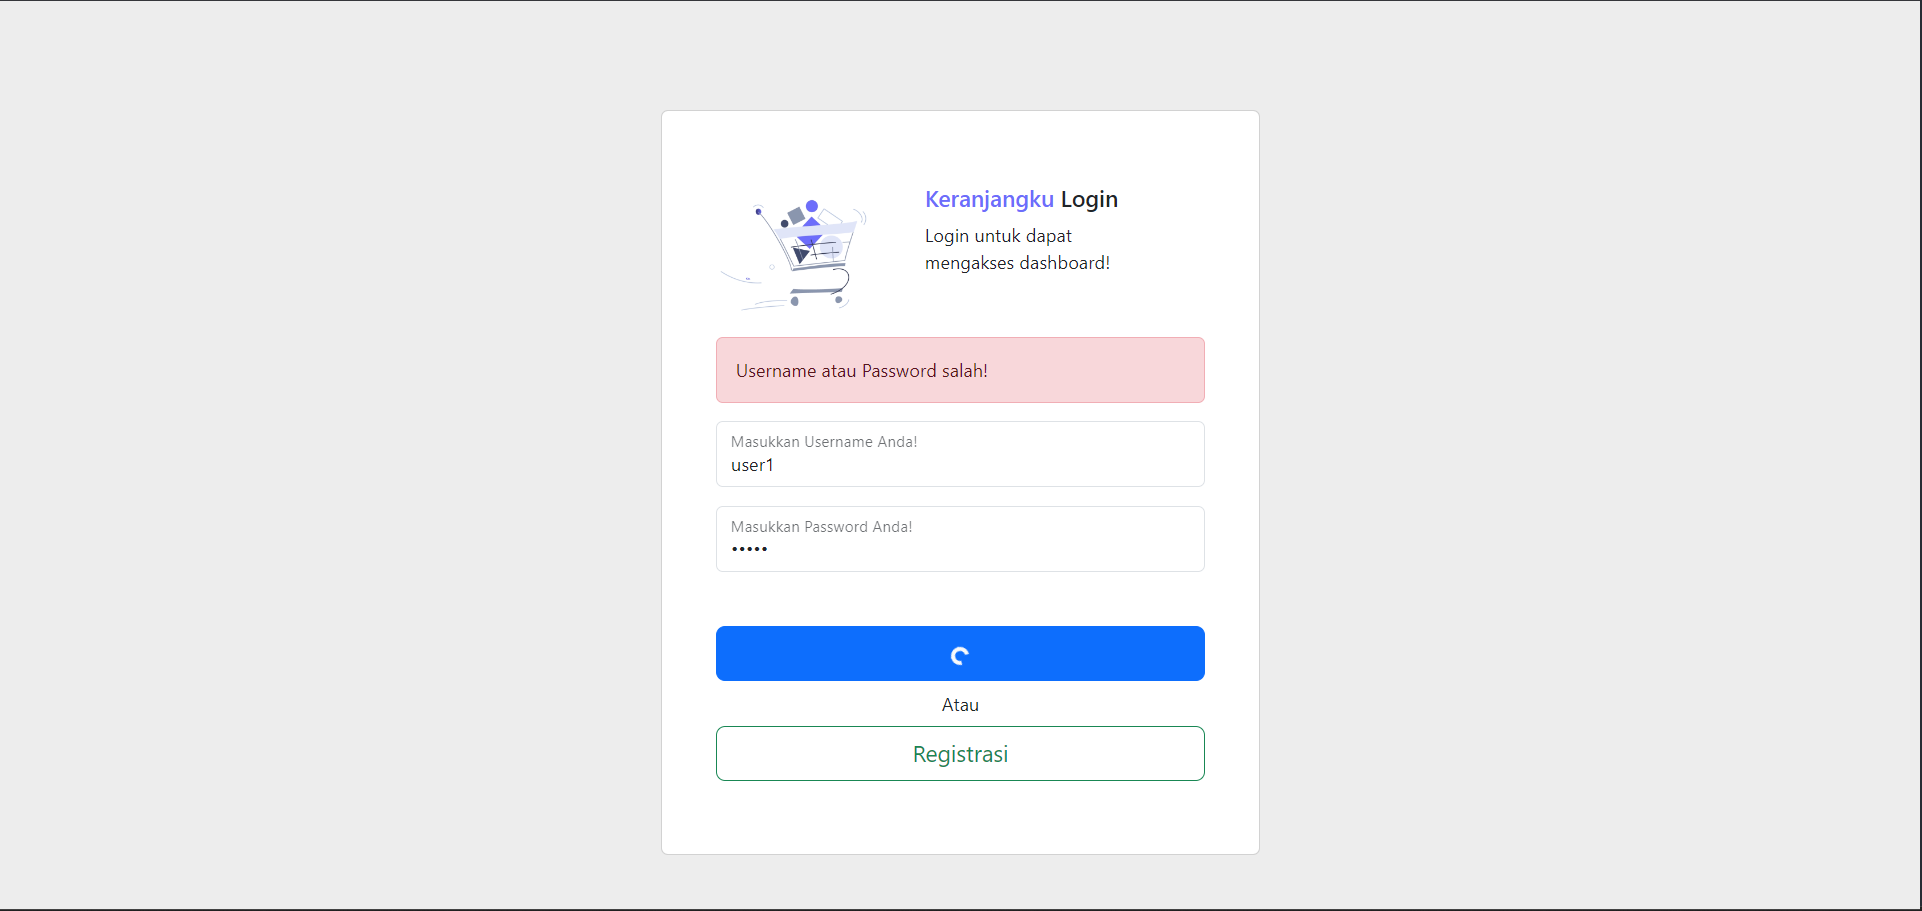 Keranjangku Login
Login untuk dapat
mengakses dashboard!
Username atau Password salah!
Masukkan Username Anda!
user1
Masukkan Password Anda!
•••••
Atau
Registrasi